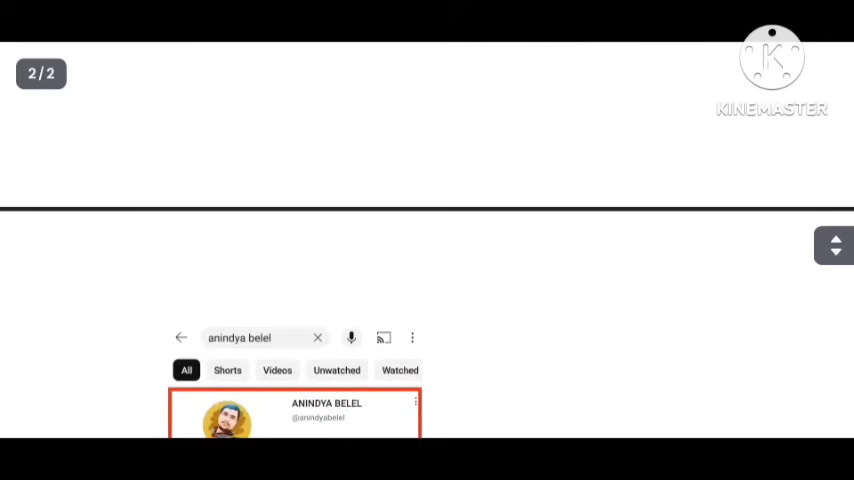 2/2
K
KINEMASTER
anindya belel
All Shorts Videos Unwatched Watched
ANINDYA BELEL
@anindyabelel